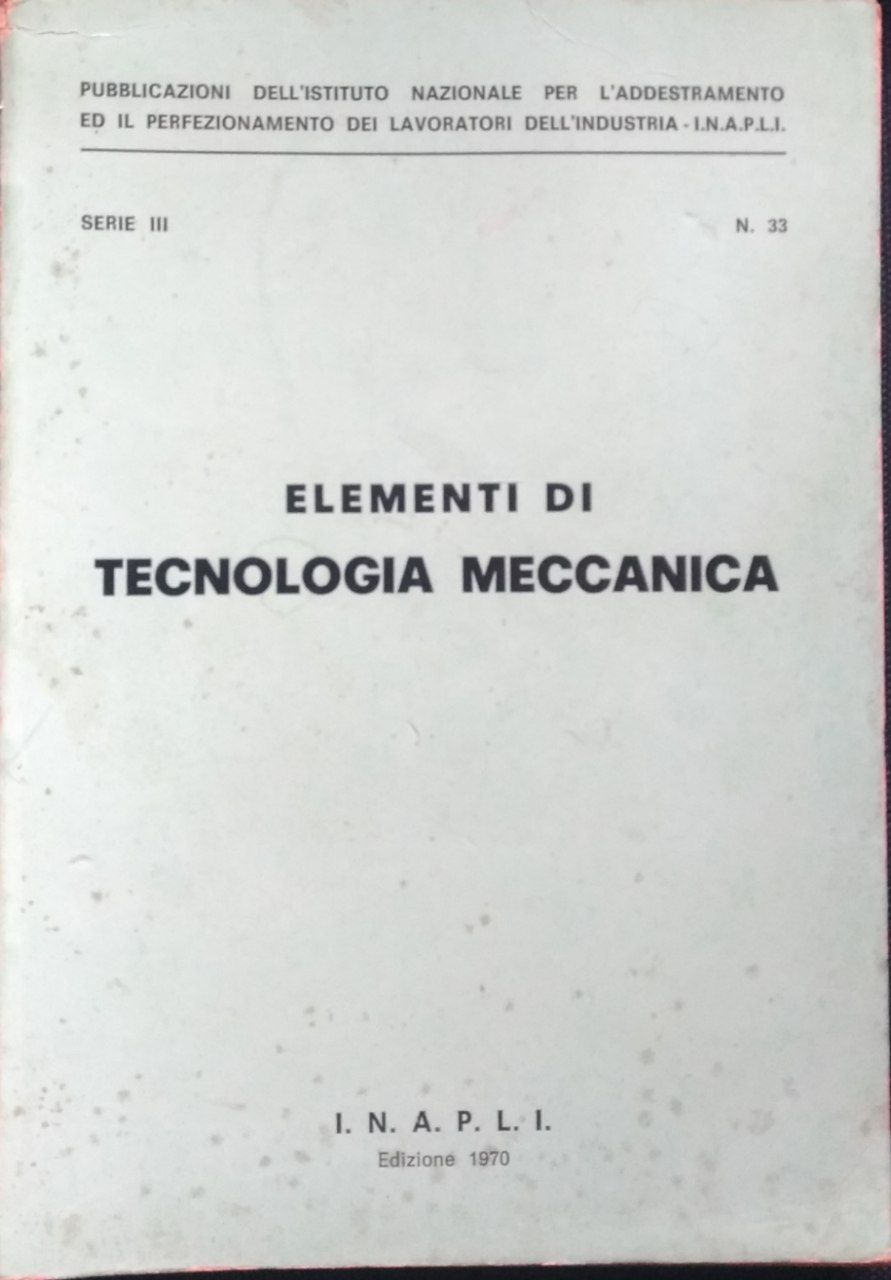 PUBBLICAZIONI DELL'ISTITUTO NAZIONALE PER L'ADDESTRAMENTO
ED IL PERFEZIONAMENTO DEI LAVORATORI DELL'INDUSTRIA - I.N.A.P.L.I.
SERIE III N. 33
ELEMENTI DI
TECNOLOGIA MECCANICA
I. N. A. P. L. I.
Edizione 1970